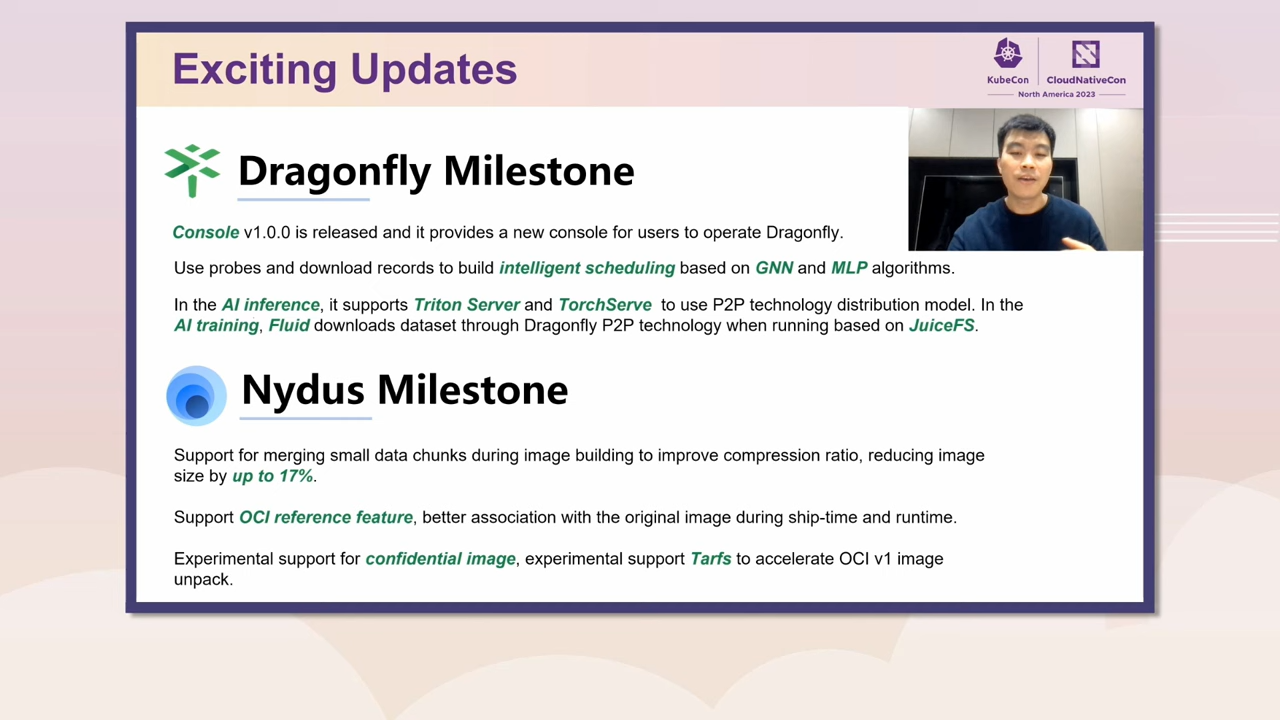 Exciting Updates
KubeCon
CloudNativeCon
North America 2023
Dragonfly Milestone
Console v1.0.0 is released and it provides a new console for users to operate Dragonfly.
Use probes and download records to build intelligent scheduling based on GNN and MLP algorithms.
In the AI inference, it supports Triton Server and TorchServe to use P2P technology distribution model. In the
AI training, Fluid downloads dataset through Dragonfly P2P technology when running based on JuiceFS.
Nydus Milestone
Support for merging small data chunks during image building to improve compression ratio, reducing image
size by up to 17%.
Support OCI reference feature, better association with the original image during ship-time and runtime.
Experimental support for confidential image, experimental support Tarfs to accelerate OCI v1 image
unpack.